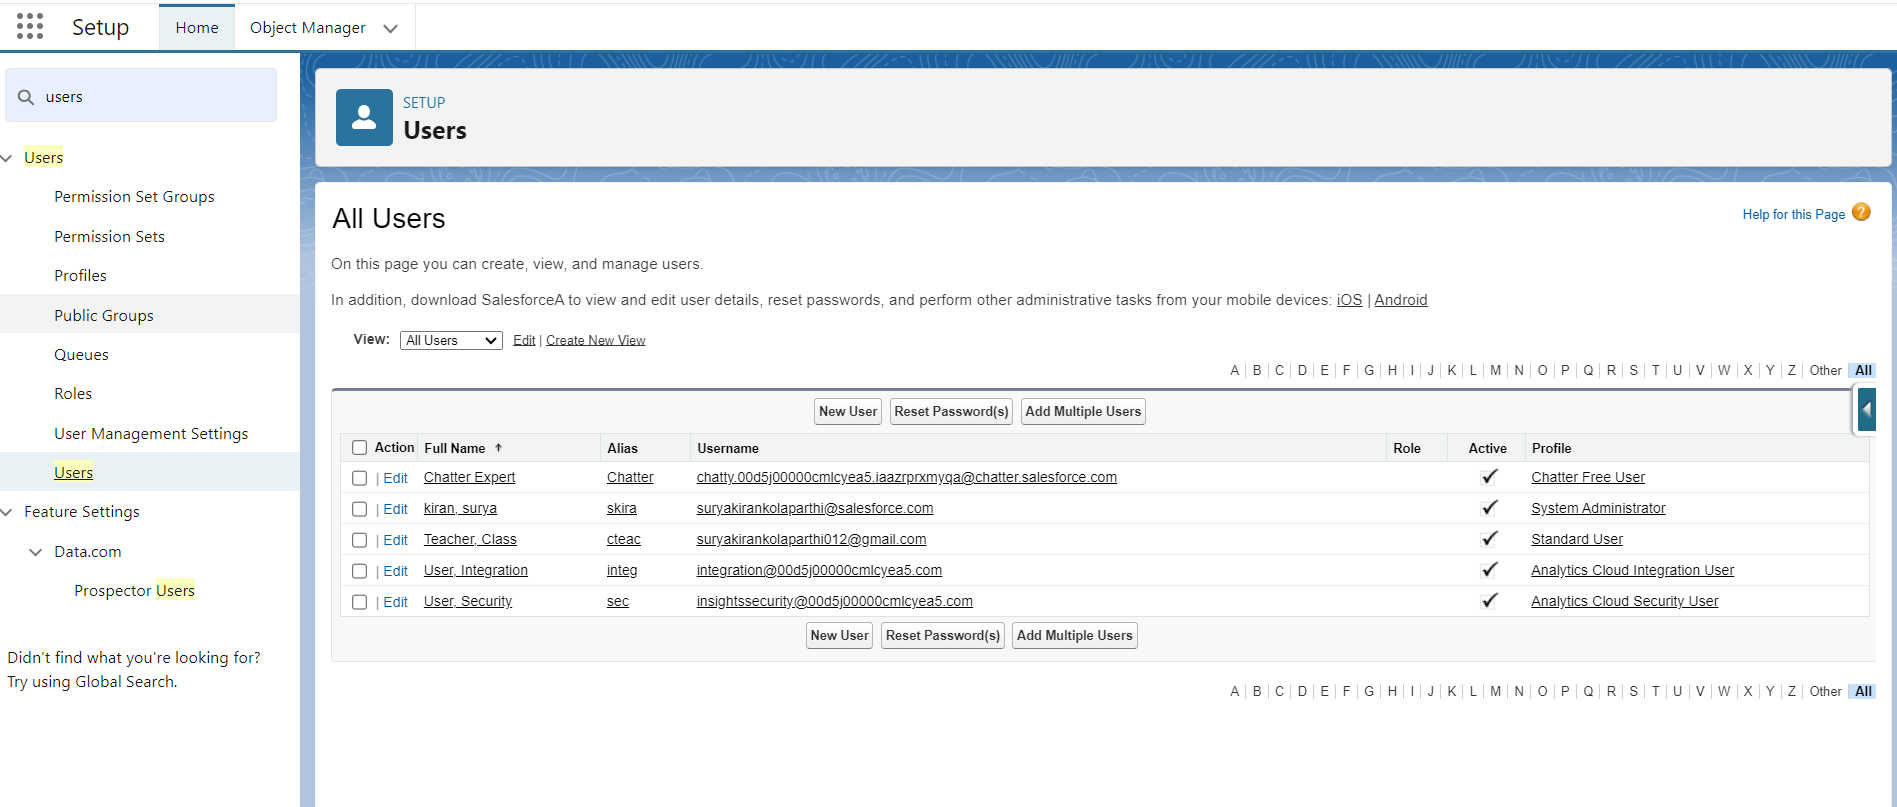 Setup Home Object Manager
users
SETUP
Users
Users
Permission Set Groups
Permission Sets
Profiles
Public Groups
Queues
Roles
User Management Settings
Users
Feature Settings
Data.com
Prospector Users
Didn't find what you're looking for?
Try using Global Search.
All Users
Help for this Page ?
On this page you can create, view, and manage users.
In addition, download SalesforceA to view and edit user details, reset passwords, and perform other administrative tasks from your mobile devices: iOS | Android
View: All Users Edit | Create New View
A B C D E F G H I J K L M N O P Q R S T U V W X Y Z Other All
New User Reset Password(s) Add Multiple Users
Action Full Name ↑ Alias Username Role Active Profile
| Edit Chatter Expert Chatter chatty.00d5j00000cmlcyea5.iaazrprxmyqa@chatter.salesforce.com Chatter Free User
| Edit kiran, surya skira suryakirankolaparthi@salesforce.com System Administrator
| Edit Teacher, Class cteac suryakirankolaparthi012@gmail.com Standard User
| Edit User, Integration integ integration@00d5j00000cmlcyea5.com Analytics Cloud Integration User
| Edit User, Security sec insightssecurity@00d5j00000cmlcyea5.com Analytics Cloud Security User
New User Reset Password(s) Add Multiple Users
A B C D E F G H I J K L M N O P Q R S T U V W X Y Z Other All